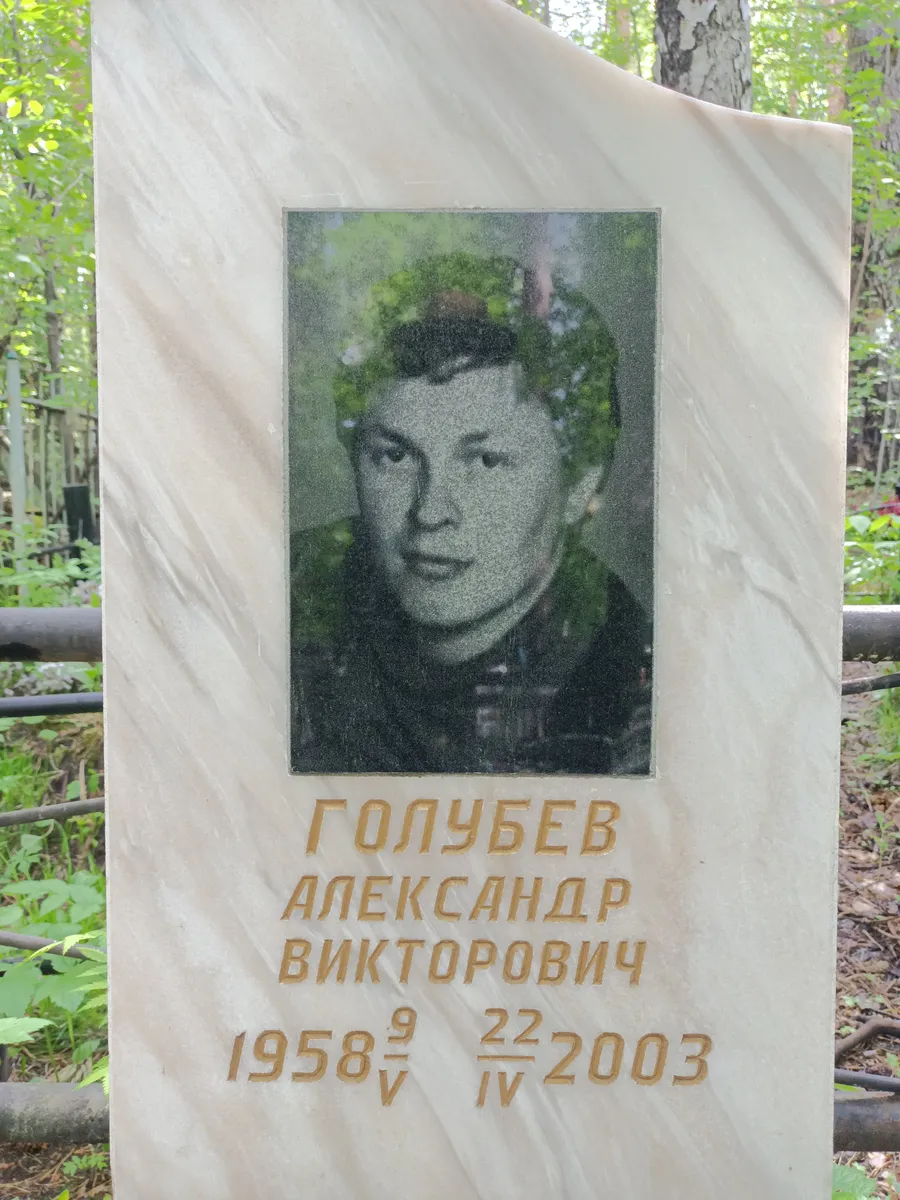 ГОЛУБЕВ
АЛЕКСАНДР
ВИКТОРОВИЧ
1958 9/V 22/IV 2003